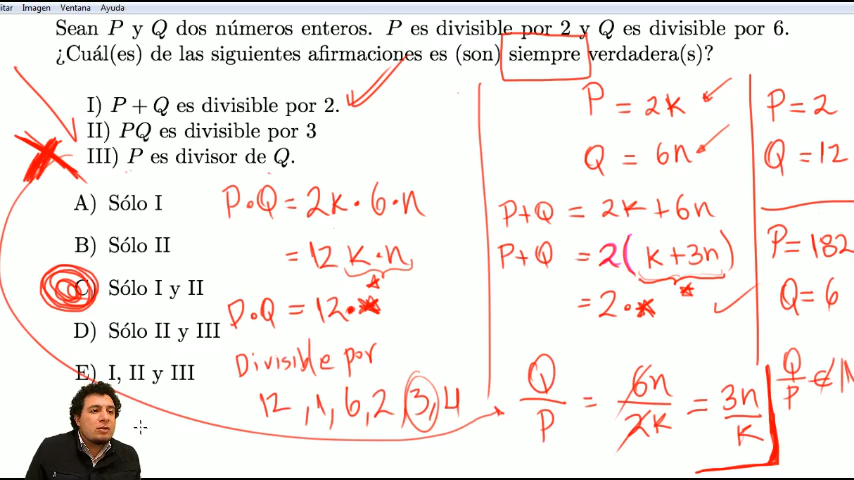 itar Imagen Ventana Ayuda
Sean P y Q dos números enteros. P es divisible por 2 y Q es divisible por 6.
¿Cuál(es) de las siguientes afirmaciones es (son) siempre verdadera(s)?
I) P + Q es divisible por 2.
II) PQ es divisible por 3
III) P es divisor de Q.
A) Sólo I
B) Sólo II
C) Sólo I y II
D) Sólo II y III
E) I, II y III
P•Q = 2k • 6 • n
= 12 k • n
*
P•Q = 12 • *
Divisible por
12, 1, 6, 2, 3, 4
P = 2k
Q = 6n
P+Q = 2k + 6n
P+Q = 2(k + 3n)
*
= 2 • *
Q/P = 6n/2k = 3n/k
P = 2
Q = 12
P = 182
Q = 6
Q/P ∉